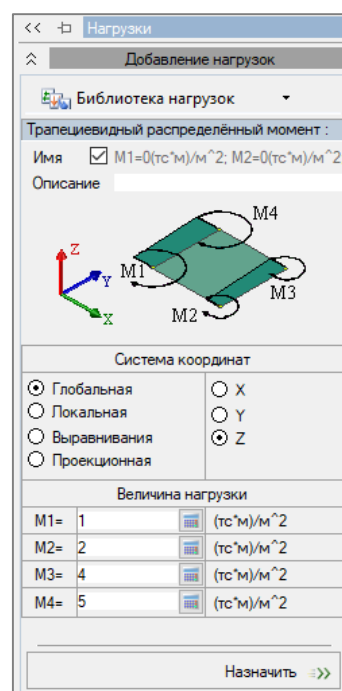 << Нагрузки
Добавление нагрузок
Библиотека нагрузок
Трапециевидный распределённый момент :
Имя M1=0(тс*м)/м^2; M2=0(тс*м)/м^2
Описание
M4
Z
Y
M1
M3
X
M2
Система координат
Глобальная X
Локальная Y
Выравнивания Z
Проекционная
Величина нагрузки
M1= 1 (тс*м)/м^2
M2= 2 (тс*м)/м^2
M3= 4 (тс*м)/м^2
M4= 5 (тс*м)/м^2
Назначить